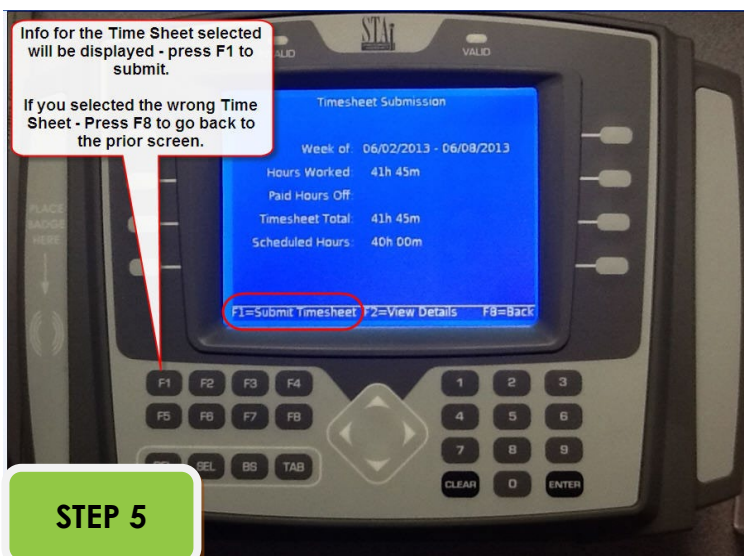 Info for the Time Sheet selected
will be displayed - press F1 to
submit.
If you selected the wrong Time
Sheet - Press F8 to go back to
the prior screen.
VALID
Timesheet Submission
Week of: 06/02/2013 - 06/08/2013
Hours Worked: 41h 45m
Paid Hours Off:
Timesheet Total: 41h 45m
Scheduled Hours: 40h 00m
F1=Submit Timesheet F2=View Details F8=Back
PLACE
BADGE
HERE
F1 F2 F3 F4 1 2 3
F5 F6 F7 F8 4 5 6
7 8 9
SEL BS TAB
CLEAR 0 ENTER
STEP 5